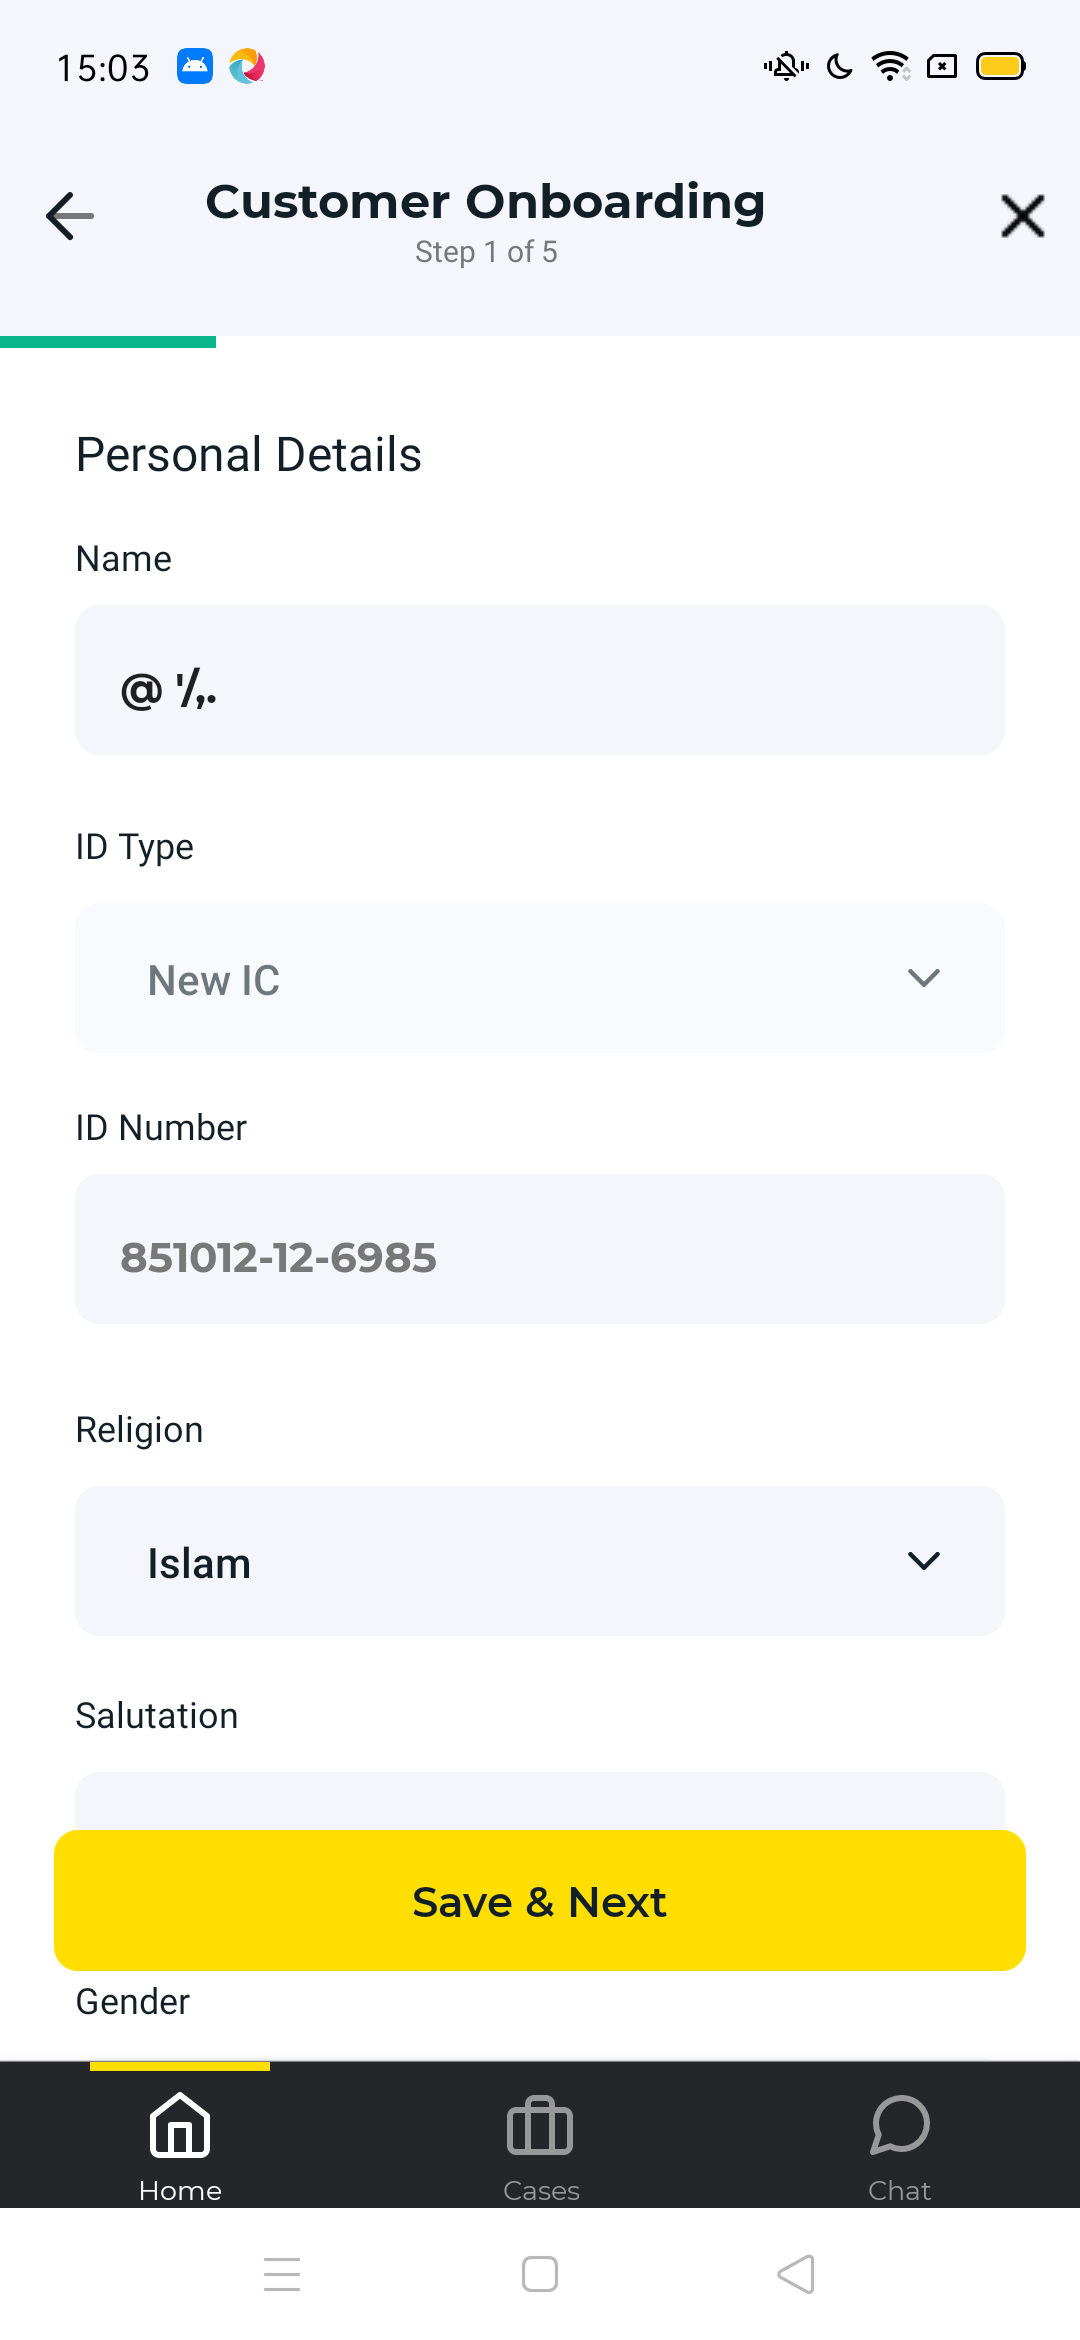 15:03
Customer Onboarding
Step 1 of 5
Personal Details
Name
@ '/,.
ID Type
New IC
ID Number
851012-12-6985
Religion
Islam
Salutation
Save & Next
Gender
Home
Cases
Chat